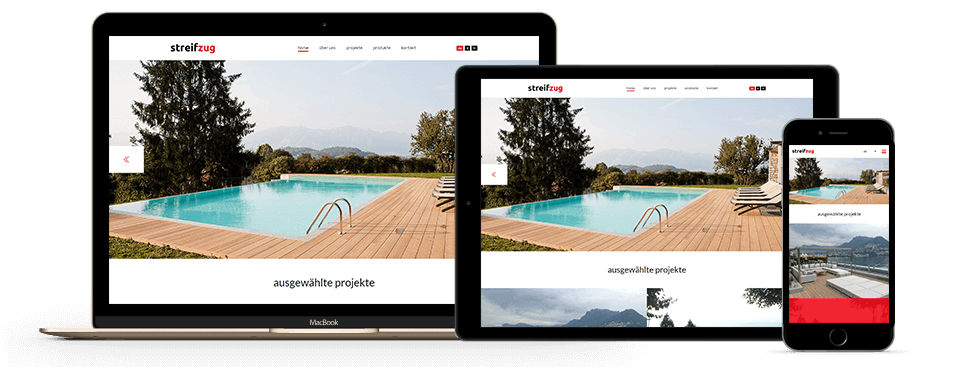 streifzug
home über uns projekte produkte kontakt
ausgewählte projekte
MacBook
streifzug
home über uns projekte produkte kontakt
ausgewählte projekte
streifzug
ausgewählte projekte